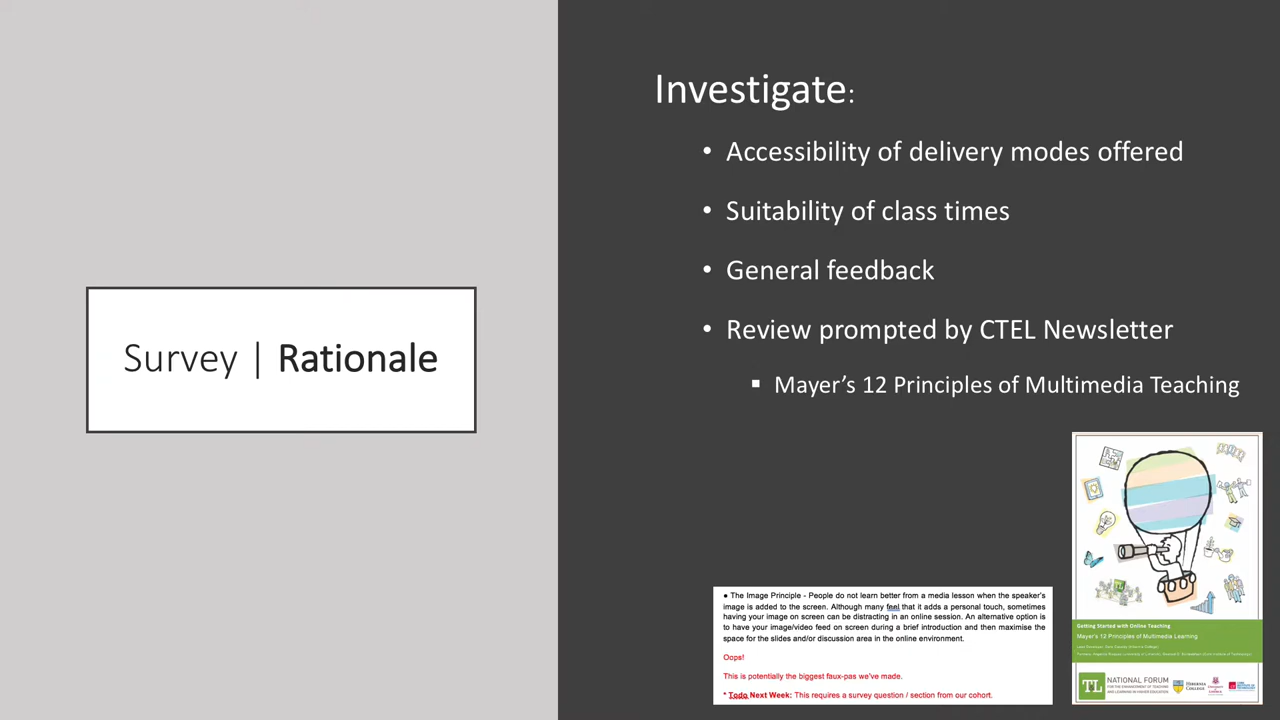 Survey | Rationale
Investigate:
• Accessibility of delivery modes offered
• Suitability of class times
• General feedback
• Review prompted by CTEL Newsletter
▪ Mayer's 12 Principles of Multimedia Teaching
● The Image Principle - People do not learn better from a media lesson when the speaker's
image is added to the screen. Although many feel that it adds a personal touch, sometimes
having your image on screen can be distracting in an online session. An alternative option is
to have your image/video feed on screen during a brief introduction and then maximise the
space for the slides and/or discussion area in the online environment.
Oops!
This is potentially the biggest faux-pas we've made.
* Todo Next Week: This requires a survey question / section from our cohort.
Getting Started with Online Teaching
Mayer's 12 Principles of Multimedia Learning
TL NATIONAL FORUM
FOR THE ENHANCEMENT OF TEACHING
AND LEARNING IN HIGHER EDUCATION
HIBERNIA
COLLEGE